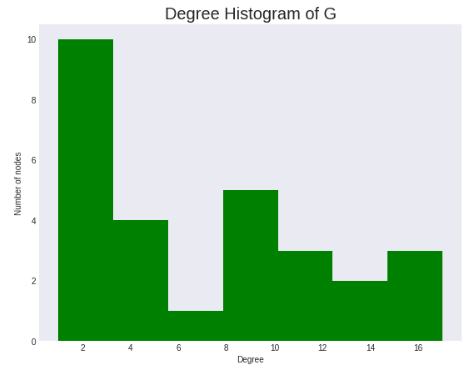 Degree Histogram of G
10
8
6
4
2
0
Number of nodes
2 4 6 8 10 12 14 16
Degree